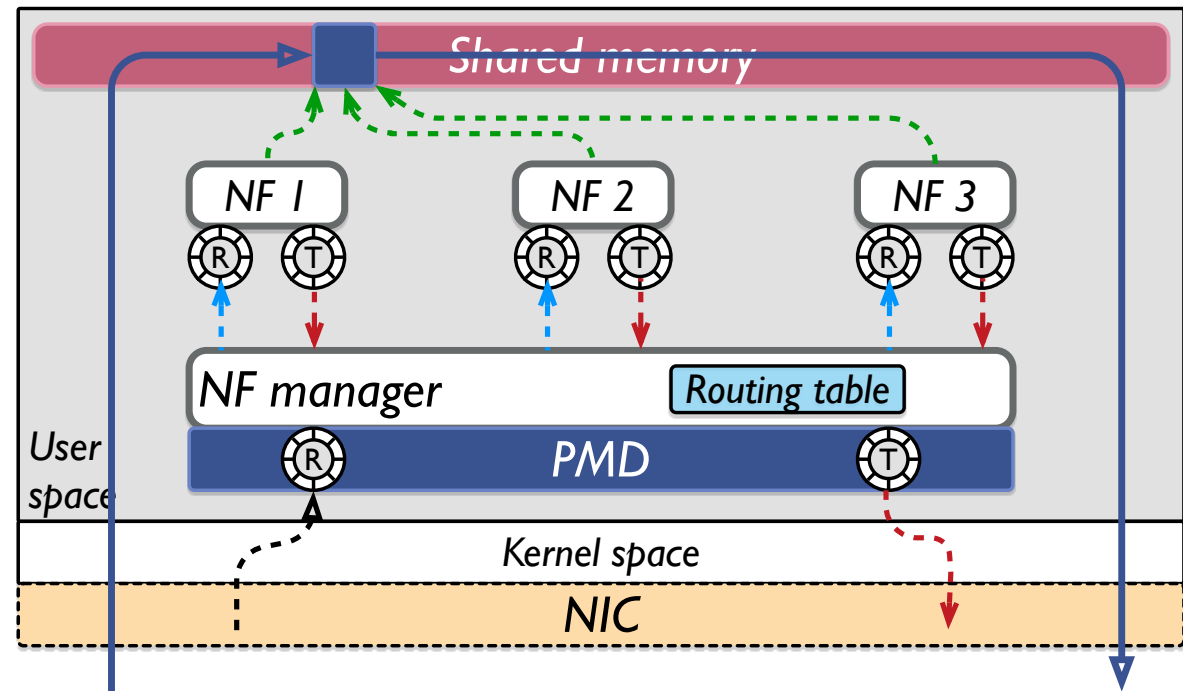 Shared memory
NF 1
NF 2
NF 3
R
T
R
T
R
T
NF manager
Routing table
User
space
R
PMD
T
Kernel space
NIC